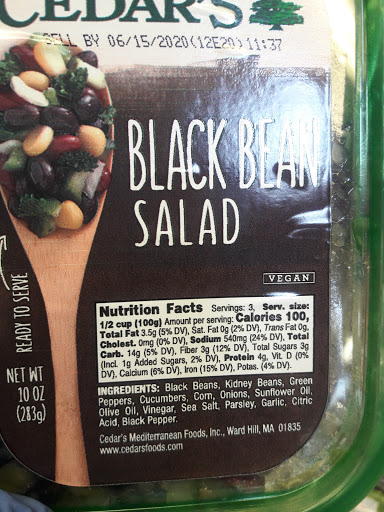 CEDAR'S
SELL BY 06/15/2020(12E20) 11:37
BLACK BEAN
SALAD
VEGAN
READY TO SERVE
NET WT
10 OZ
(283g)
Nutrition Facts Servings: 3, Serv. size:
1/2 cup (100g) Amount per serving: Calories 100,
Total Fat 3.5g (5% DV), Sat. Fat 0g (2% DV), Trans Fat 0g,
Cholest. 0mg (0% DV), Sodium 540mg (24% DV), Total
Carb. 14g (5% DV), Fiber 3g (12% DV), Total Sugars 3g
(Incl. 1g Added Sugars, 2% DV), Protein 4g, Vit. D (0%
DV), Calcium (6% DV), Iron (15% DV), Potas. (4% DV).
INGREDIENTS: Black Beans, Kidney Beans, Green
Peppers, Cucumbers, Corn, Onions, Sunflower Oil,
Olive Oil, Vinegar, Sea Salt, Parsley, Garlic, Citric
Acid, Black Pepper.
Cedar's Mediterranean Foods, Inc., Ward Hill, MA 01835
www.cedarsfoods.com